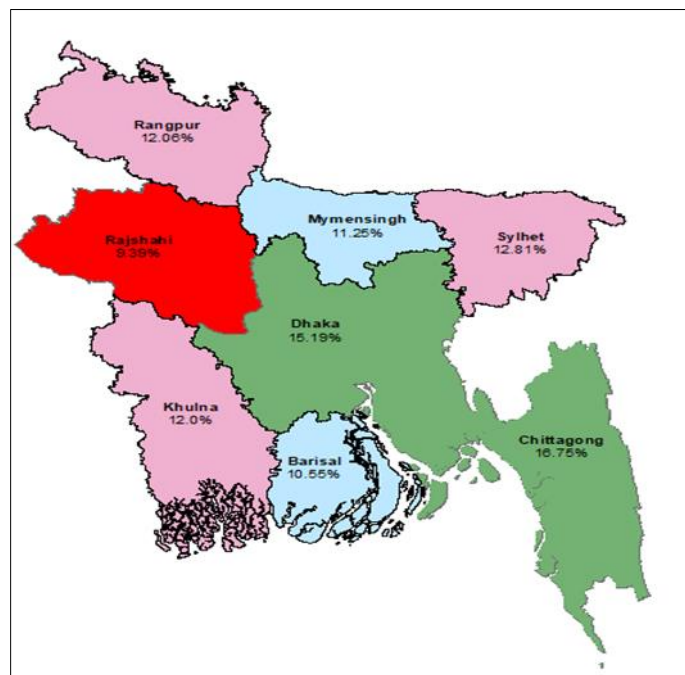 Rangpur
12.06%
Mymensingh
11.25%
Sylhet
12.81%
Rajshahi
9.39%
Dhaka
15.19%
Khulna
12.0%
Chittagong
16.75%
Barisal
10.55%